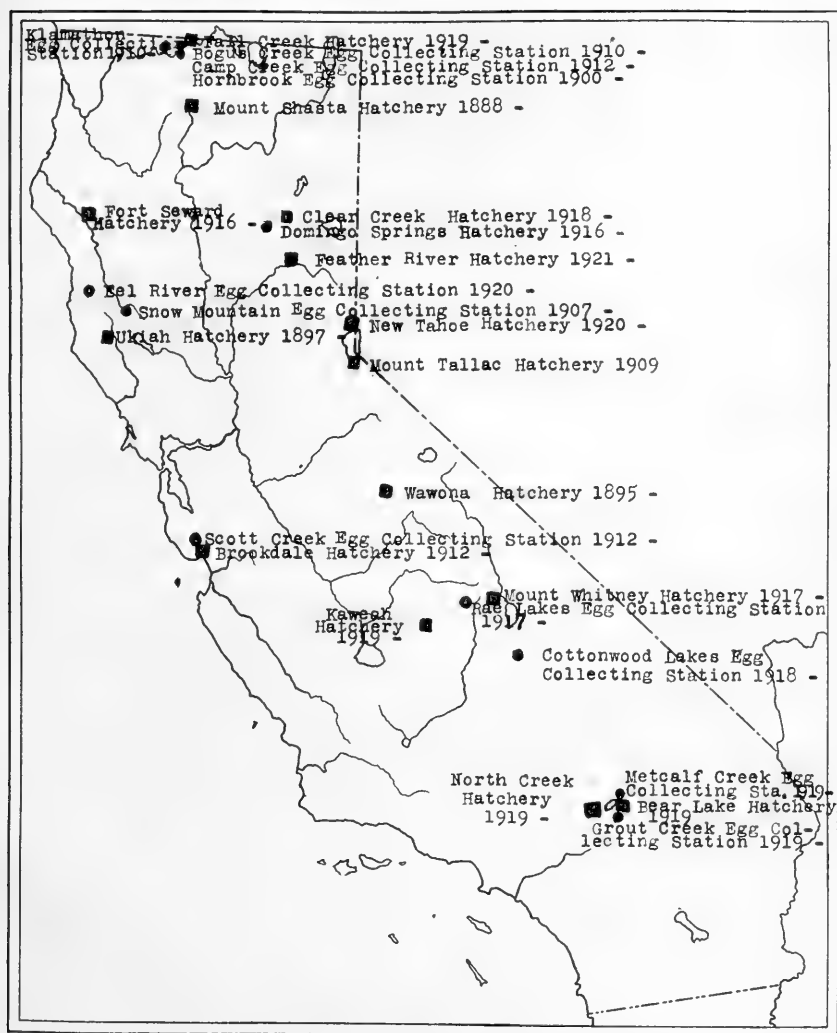 Klamathon
Egg Collecting
Station 1910-
Fall Creek Hatchery 1919 -
Bogus Creek Egg Collecting Station 1910 -
Camp Creek Egg Collecting Station 1912 -
Hornbrook Egg Collecting Station 1900 -
Mount Shasta Hatchery 1888 -
Fort Seward
Hatchery 1916 -
Clear Creek Hatchery 1918 -
Domingo Springs Hatchery 1916 -
Feather River Hatchery 1921 -
Eel River Egg Collecting Station 1920 -
Snow Mountain Egg Collecting Station 1907 -
New Tahoe Hatchery 1920 -
Ukiah Hatchery 1897 -
Mount Tallac Hatchery 1909
Wawona Hatchery 1895 -
Scott Creek Egg Collecting Station 1912 -
Brookdale Hatchery 1912 -
Mount Whitney Hatchery 1917 -
Rae Lakes Egg Collecting Station
1917 -
Kaweah
Hatchery
1919 -
Cottonwood Lakes Egg
Collecting Station 1918 -
North Creek
Hatchery
1919 -
Metcalf Creek Egg
Collecting Sta. 1919-
Bear Lake Hatchery
1919
Grout Creek Egg Col-
lecting Station 1919 -